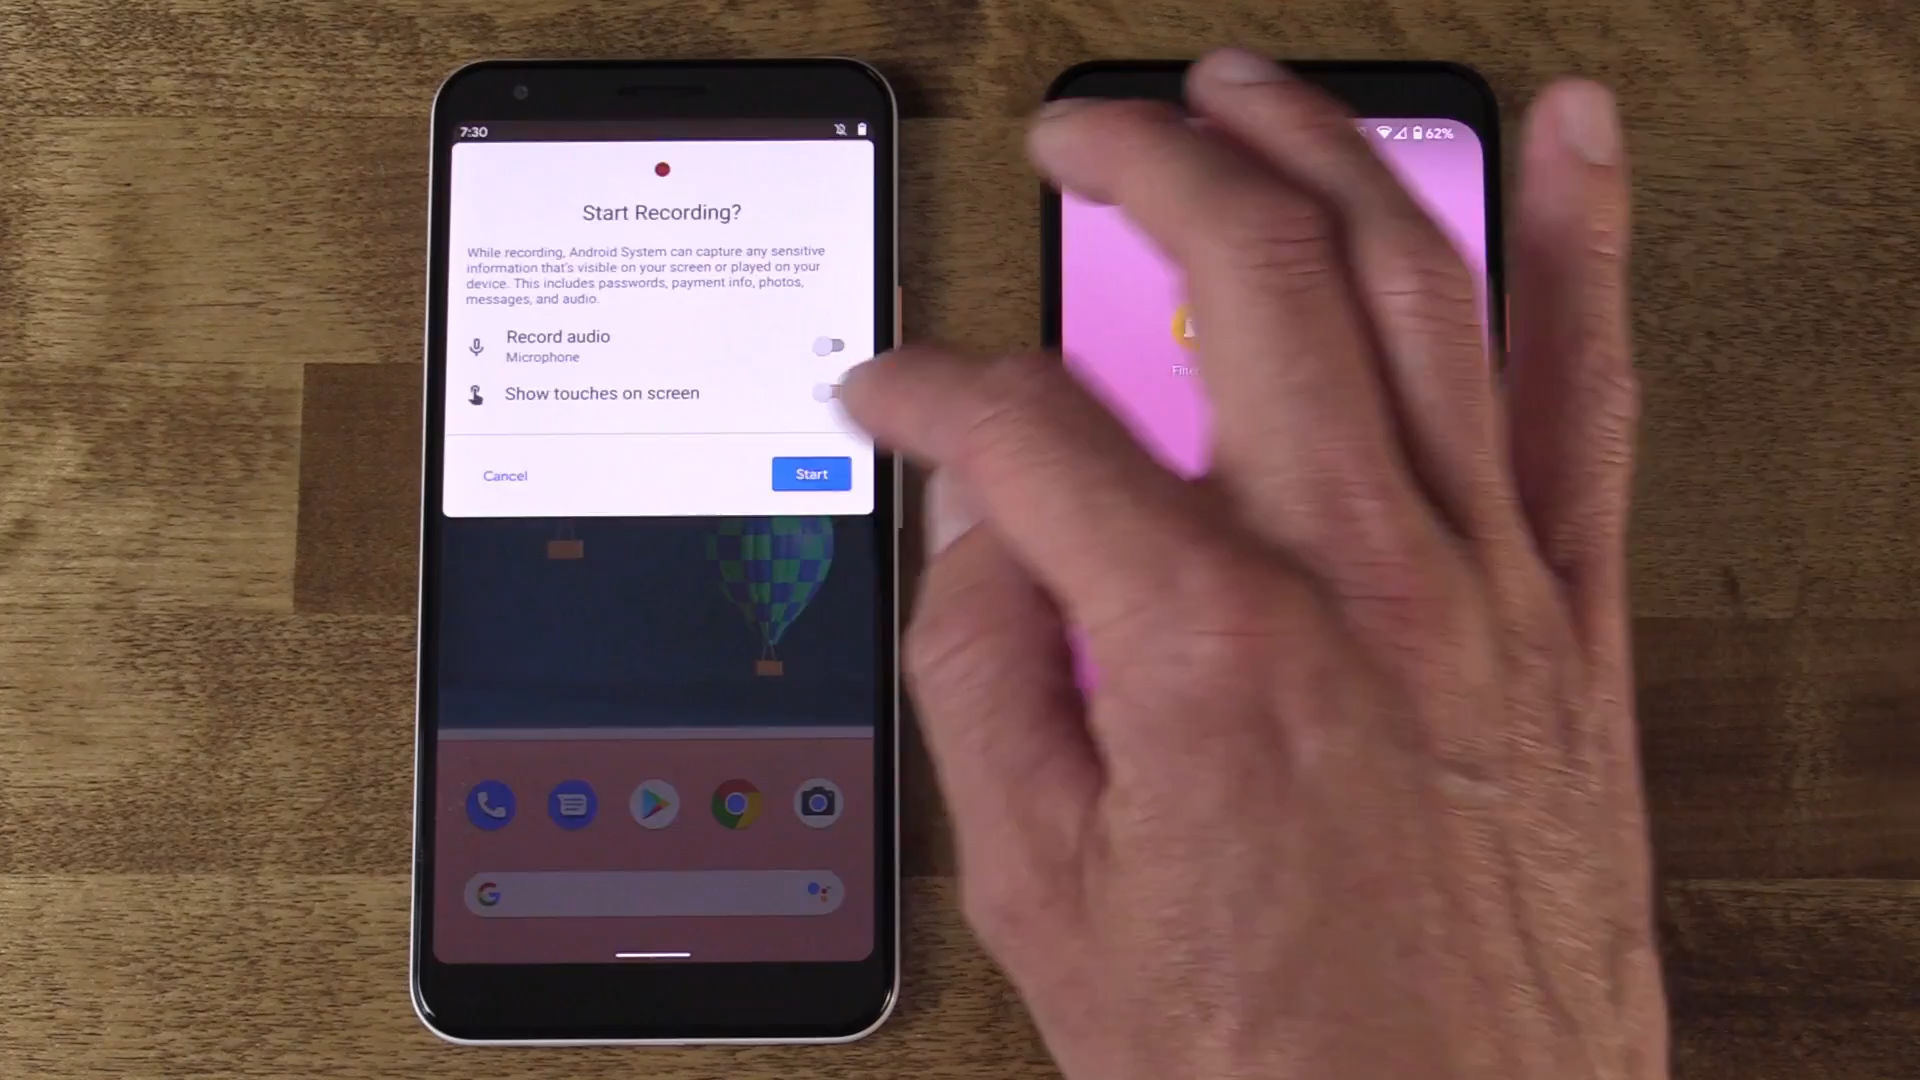 7:30
62%
Start Recording?
While recording, Android System can capture any sensitive
information that's visible on your screen or played on your
device. This includes passwords, payment info, photos,
messages, and audio.
Record audio
Microphone
Show touches on screen
Cancel
Start